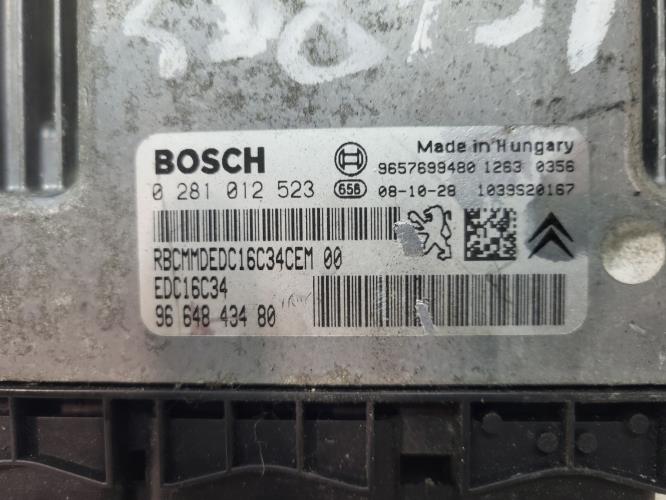 BOSCH
Made in Hungary
9657699480 1263 0356
0 281 012 523
656
08-10-28 1039S20167
RBCMMDEDC16C34CEM 00
EDC16C34
96 648 434 80